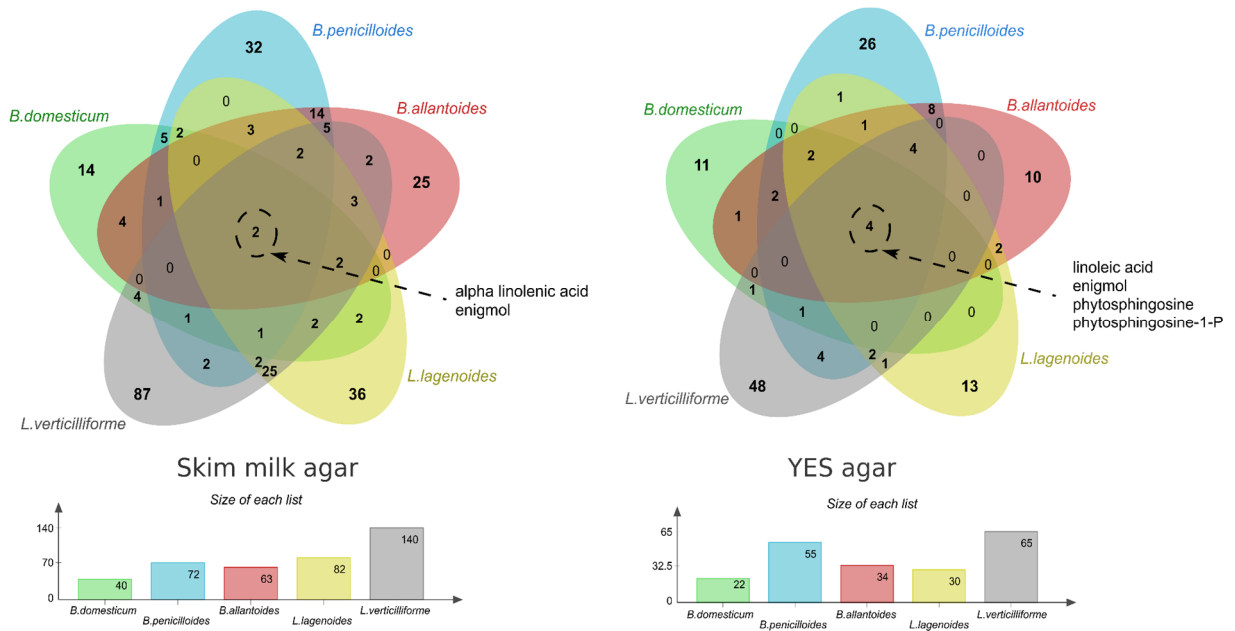 B.penicilloides
32
B.domesticum
B.allantoides
0
14
5
5
2
3
14
0
2
2
25
1
3
4
2
0
2
0
0
0
4
alpha linolenic acid
enigmol
1
1
2
2
2
2
25
L.lagenoides
87
36
L.verticilliforme
Skim milk agar
Size of each list
140
70
0
40
72
63
82
140
B.domesticum
B.penicilloides
B.allantoides
L.lagenoides
L.verticilliforme
B.penicilloides
26
B.domesticum
B.allantoides
1
8
0
0
0
1
11
2
4
0
10
2
0
1
4
2
0
0
0
0
1
linoleic acid
enigmol
phytosphingosine
phytosphingosine-1-P
1
0
0
0
4
2
1
L.lagenoides
48
13
L.verticilliforme
YES agar
Size of each list
65
32.5
0
22
55
34
30
65
B.domesticum
B.penicilloides
B.allantoides
L.lagenoides
L.verticilliforme